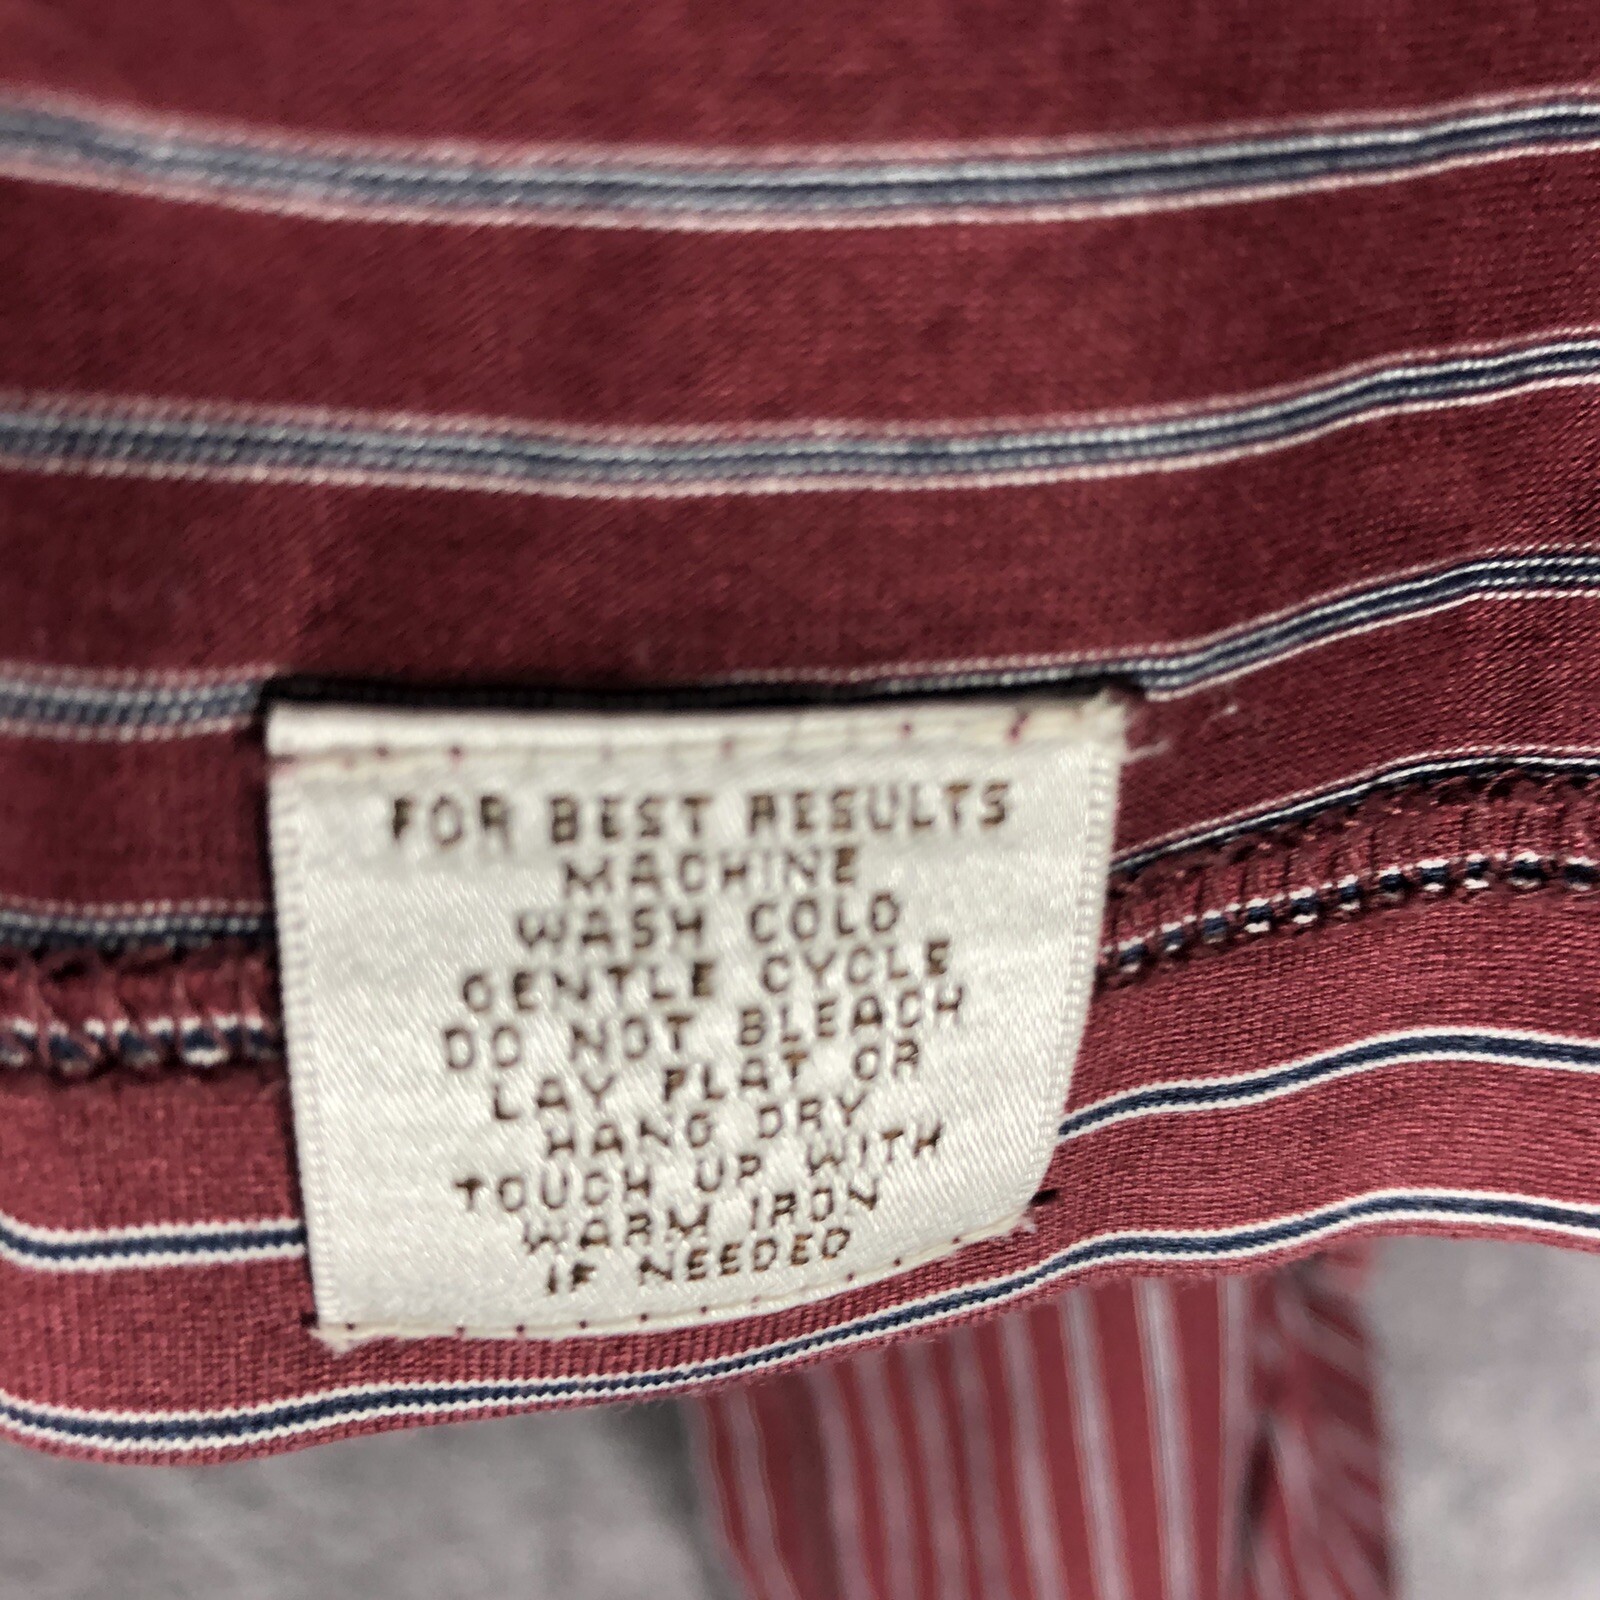 FOR BEST RESULTS
MACHINE
WASH COLD
GENTLE CYCLE
DO NOT BLEACH
LAY FLAT OR
HANG DRY
TOUCH UP WITH
WARM IRON
IF NEEDED